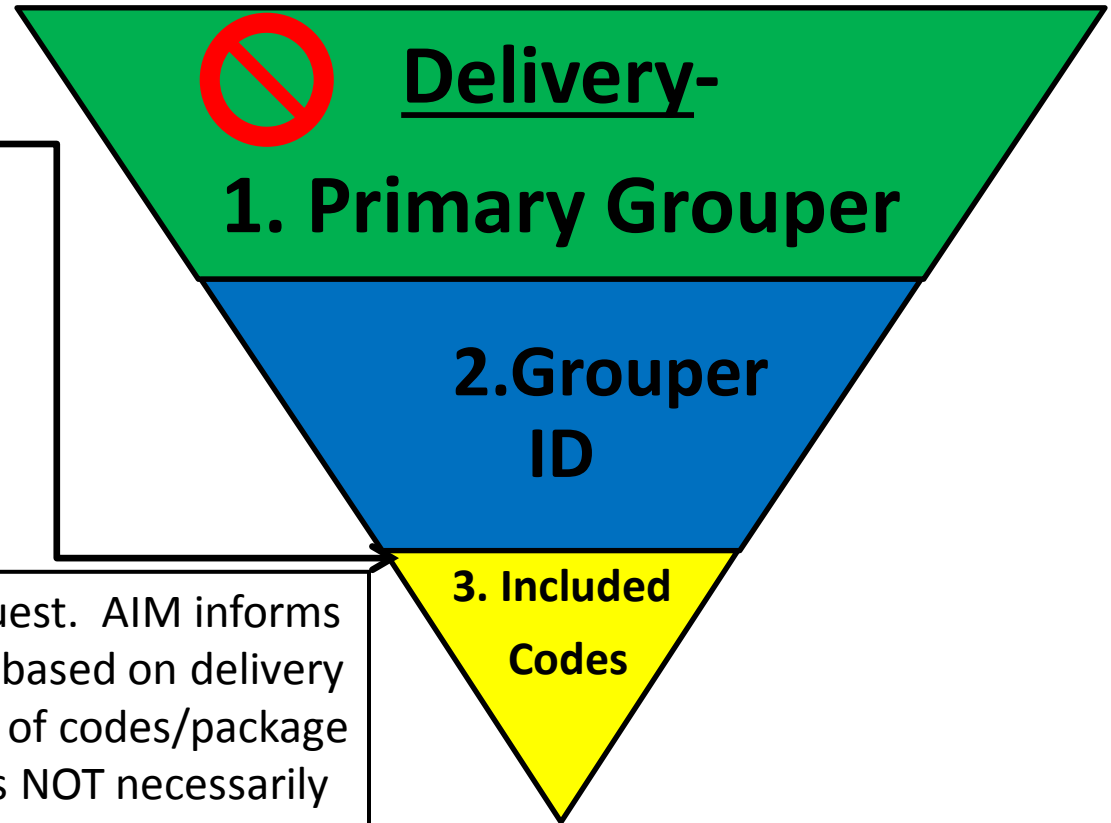 Delivery-
1. Primary Grouper
2.Grouper
ID
3. Included
Codes
uest. AIM informs
based on delivery
of codes/package
s NOT necessarily